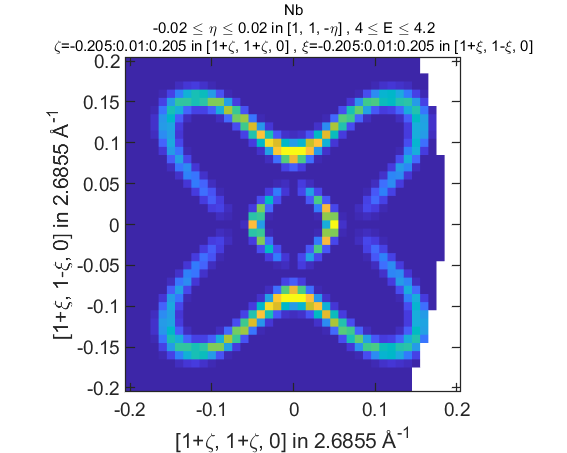 Nb
-0.02 ≤ η ≤ 0.02 in [1, 1, -η] , 4 ≤ E ≤ 4.2
ζ=-0.205:0.01:0.205 in [1+ζ, 1+ζ, 0] , ξ=-0.205:0.01:0.205 in [1+ξ, 1-ξ, 0]
[1+ξ, 1-ξ, 0] in 2.6855 Å⁻¹
0.2
0.15
0.1
0.05
0
-0.05
-0.1
-0.15
-0.2
-0.2 -0.1 0 0.1 0.2
[1+ζ, 1+ζ, 0] in 2.6855 Å⁻¹